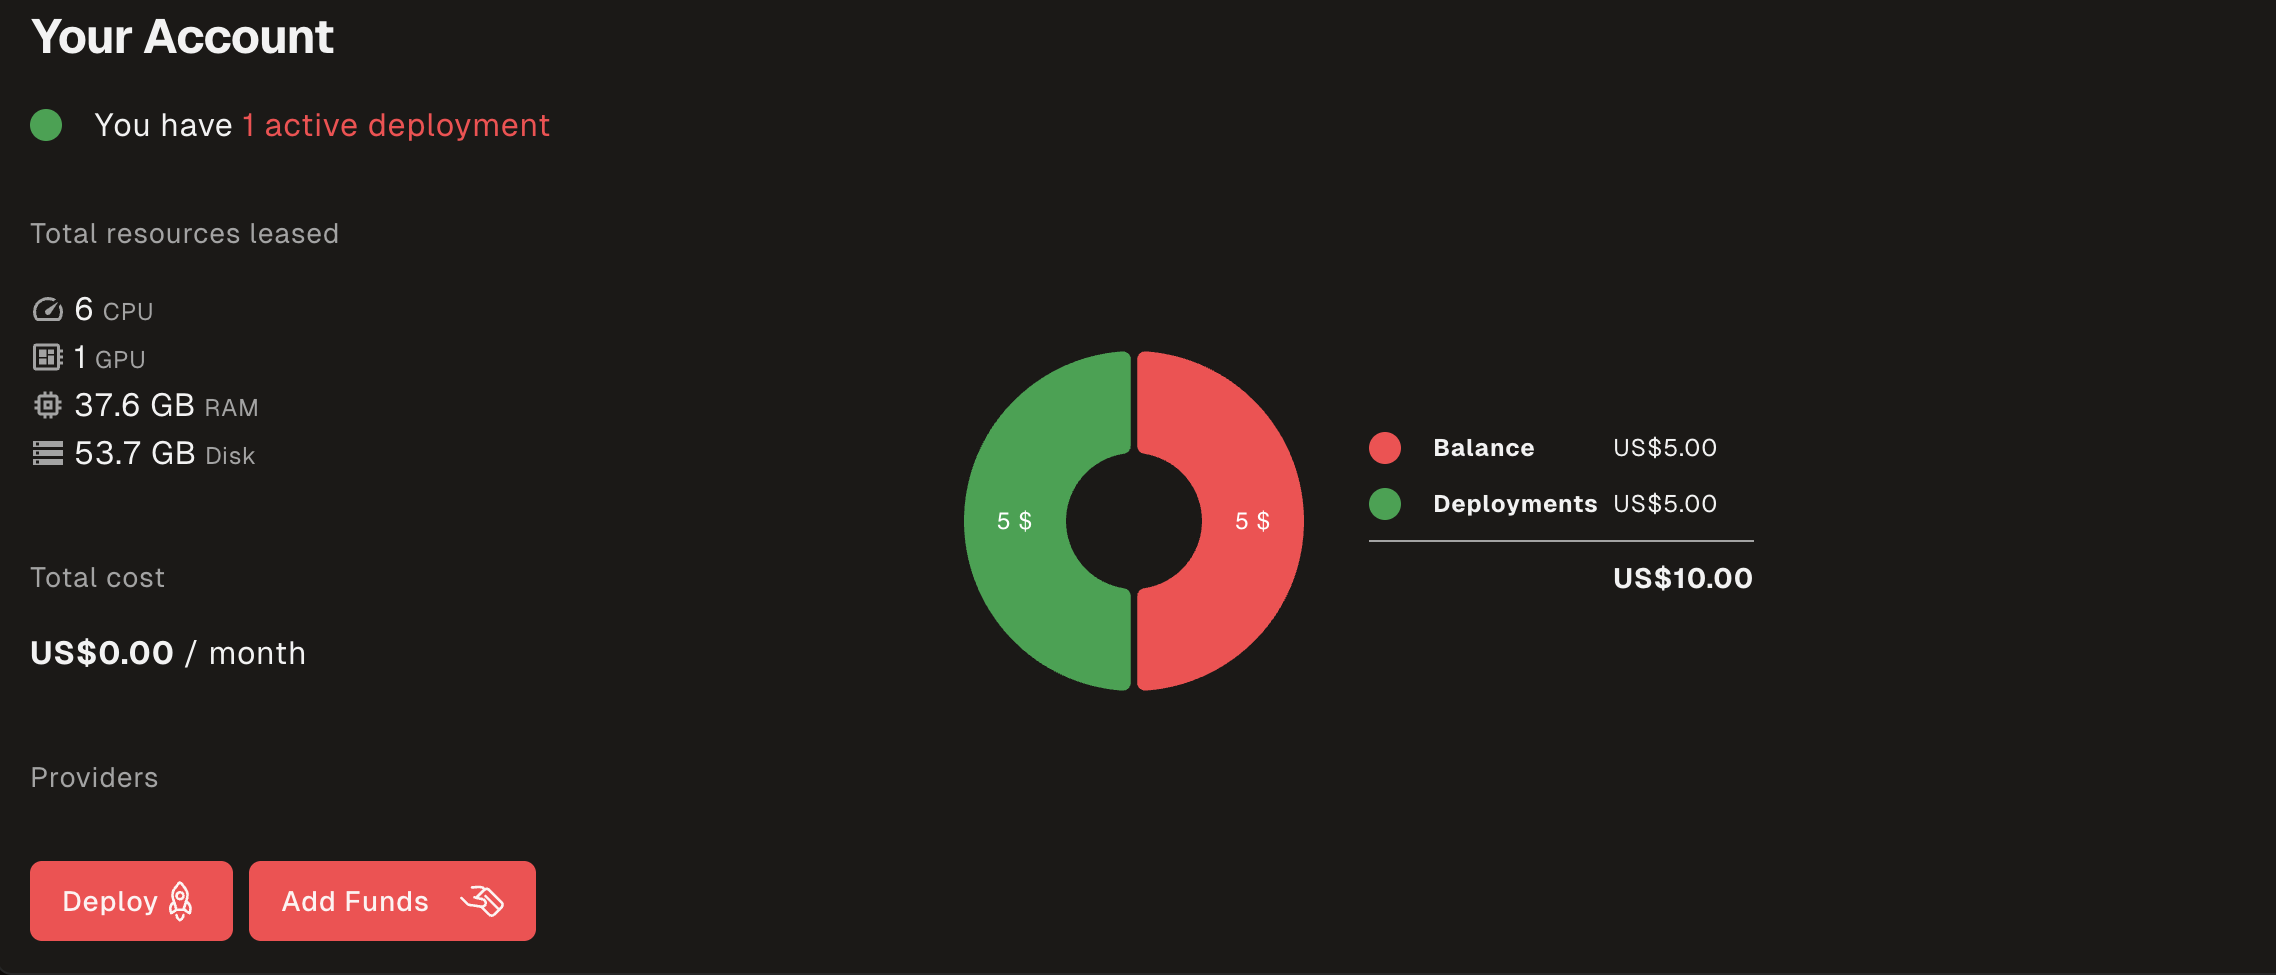 Your Account
You have 1 active deployment
Total resources leased
6 CPU
1 GPU
37.6 GB RAM
53.7 GB Disk
5 $
5 $
Balance US$5.00
Deployments US$5.00
US$10.00
Total cost
US$0.00 / month
Providers
Deploy
Add Funds